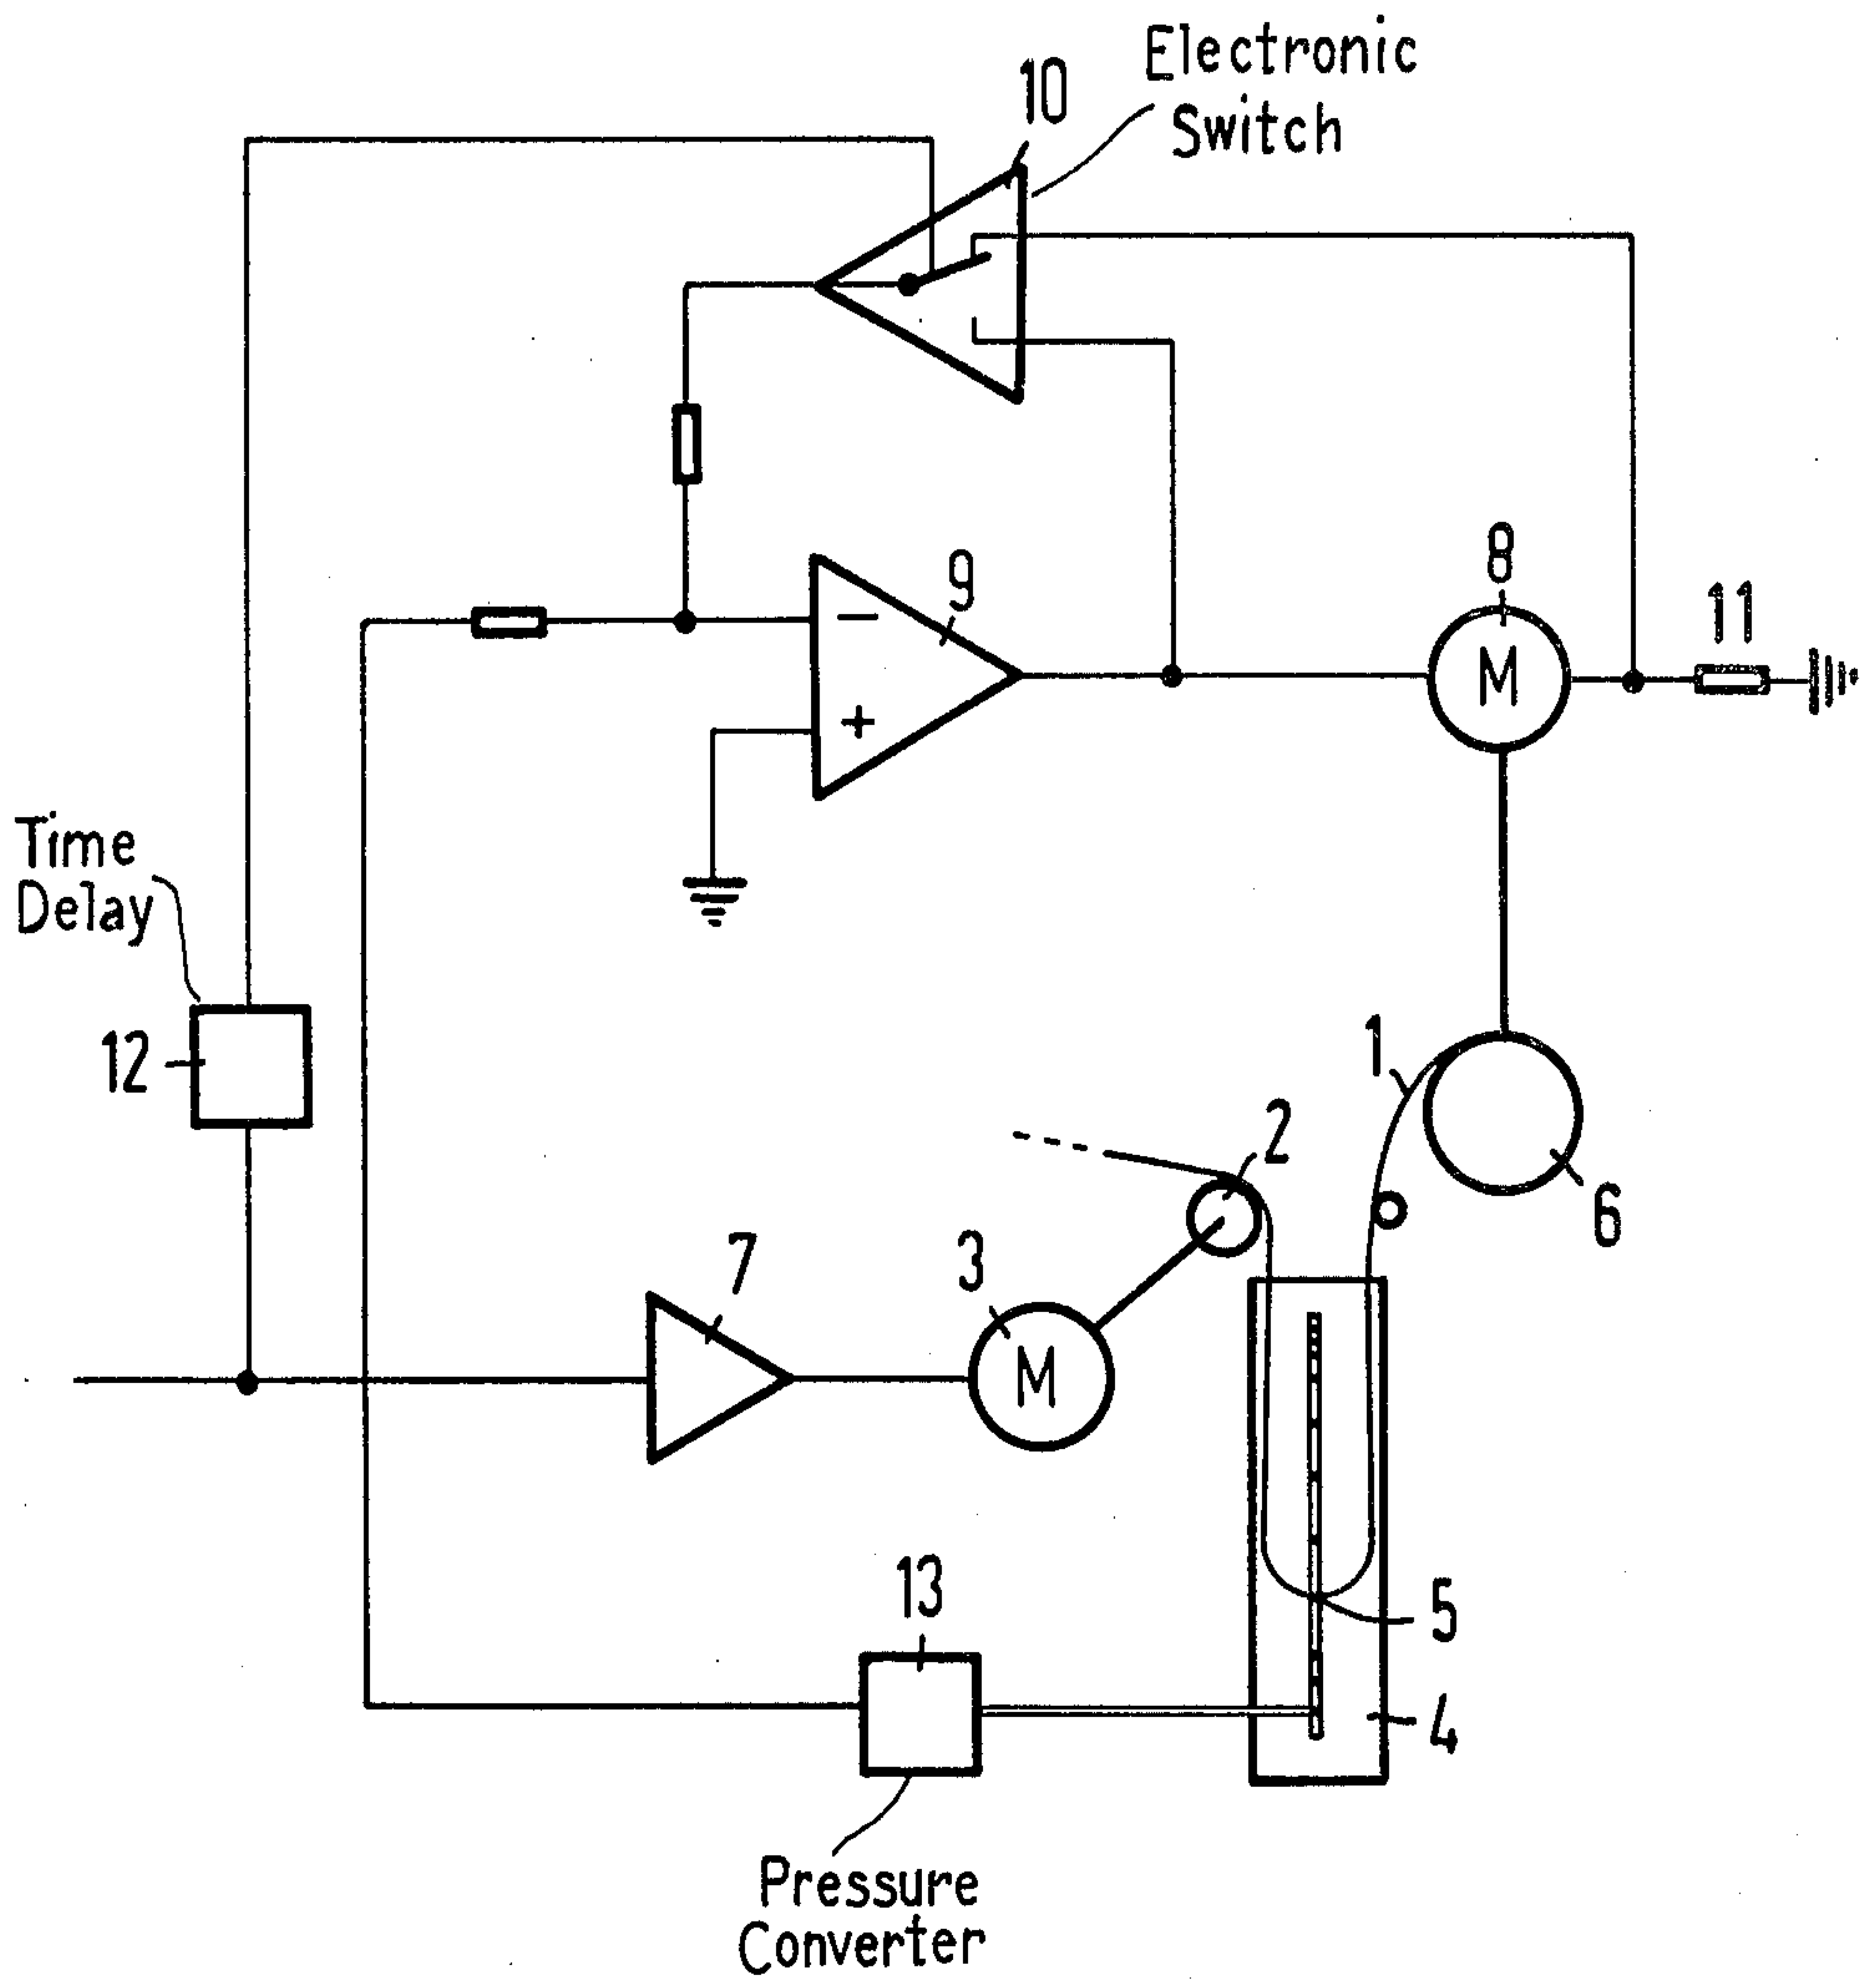 Electronic
Switch
10
9
8
M
11
Time
Delay
12
1
2
6
7
3
M
13
5
4
Pressure
Converter
−
+